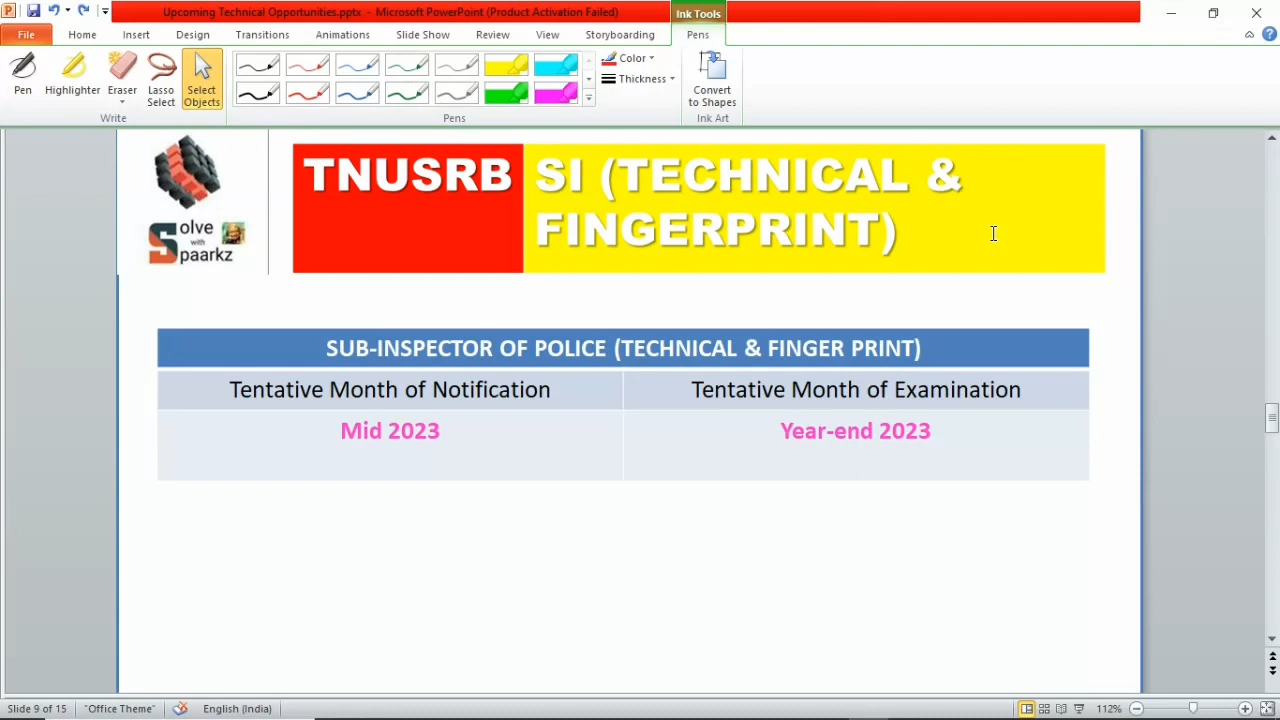 Upcoming Technical Opportunities.pptx - Microsoft PowerPoint (Product Activation Failed)
Ink Tools
File
Home
Insert
Design
Transitions
Animations
Slide Show
Review
View
Storyboarding
Pens
Pen
Highlighter
Eraser
Lasso
Select
Select
Objects
Color
Thickness
Convert
to Shapes
Write
Pens
Ink Art
Solve
with
Spaarkz
TNUSRB
SI (TECHNICAL &
FINGERPRINT)
SUB-INSPECTOR OF POLICE (TECHNICAL & FINGER PRINT)
Tentative Month of Notification
Tentative Month of Examination
Mid 2023
Year-end 2023
Slide 9 of 15
"Office Theme"
English (India)
112%